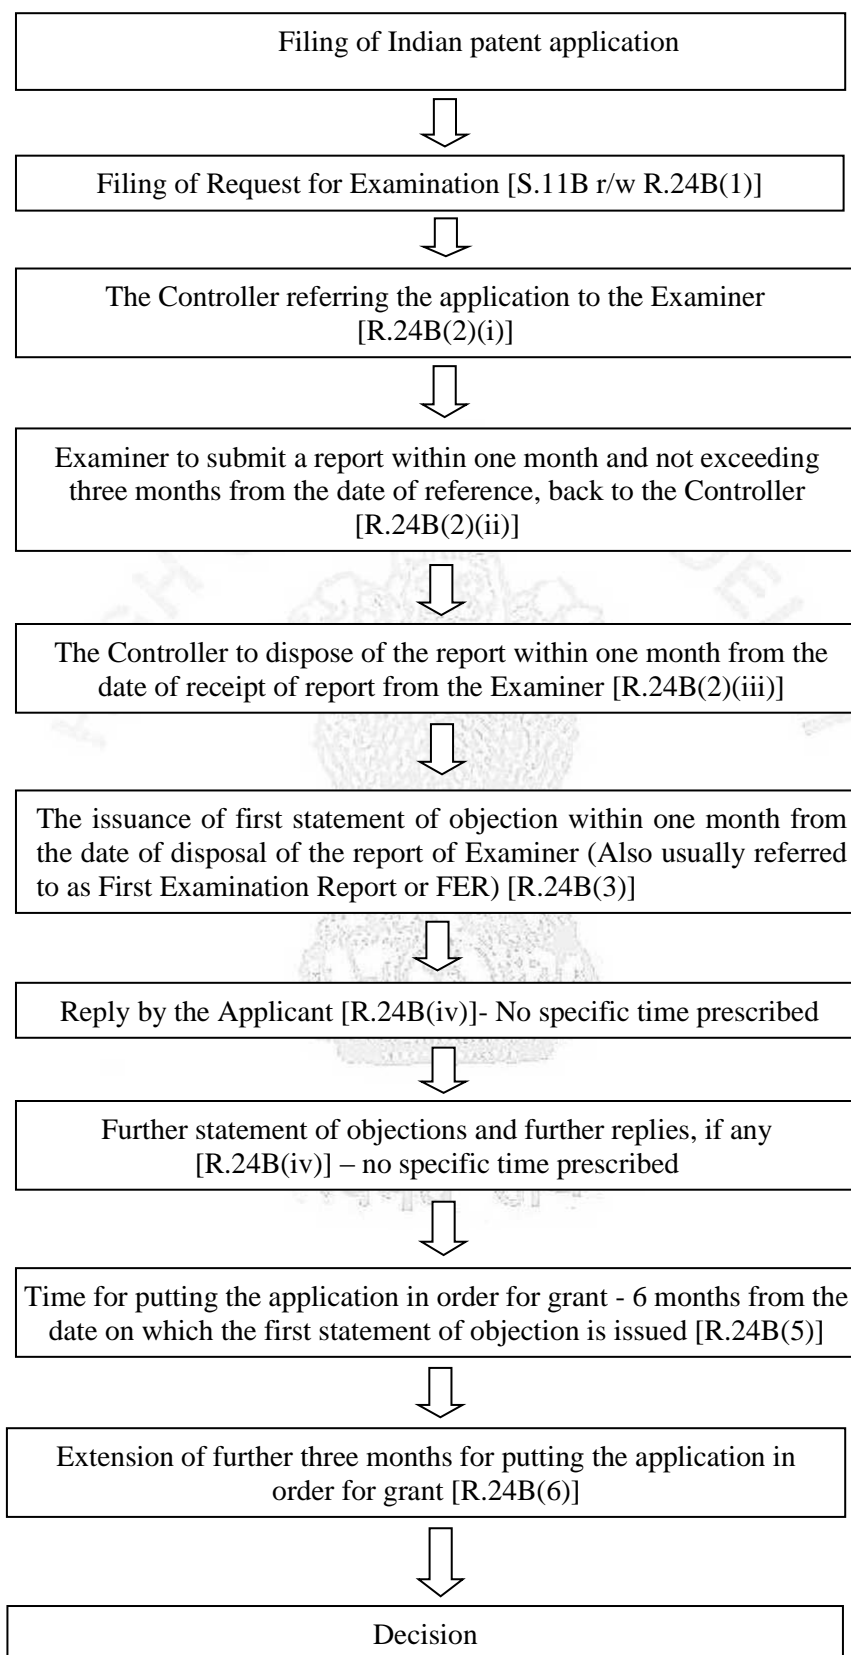 Filing of Indian patent application
Filing of Request for Examination [S.11B r/w R.24B(1)]
The Controller referring the application to the Examiner
[R.24B(2)(i)]
Examiner to submit a report within one month and not exceeding
three months from the date of reference, back to the Controller
[R.24B(2)(ii)]
The Controller to dispose of the report within one month from the
date of receipt of report from the Examiner [R.24B(2)(iii)]
The issuance of first statement of objection within one month from
the date of disposal of the report of Examiner (Also usually referred
to as First Examination Report or FER) [R.24B(3)]
Reply by the Applicant [R.24B(iv)]- No specific time prescribed
Further statement of objections and further replies, if any
[R.24B(iv)] – no specific time prescribed
Time for putting the application in order for grant - 6 months from the
date on which the first statement of objection is issued [R.24B(5)]
Extension of further three months for putting the application in
order for grant [R.24B(6)]
Decision